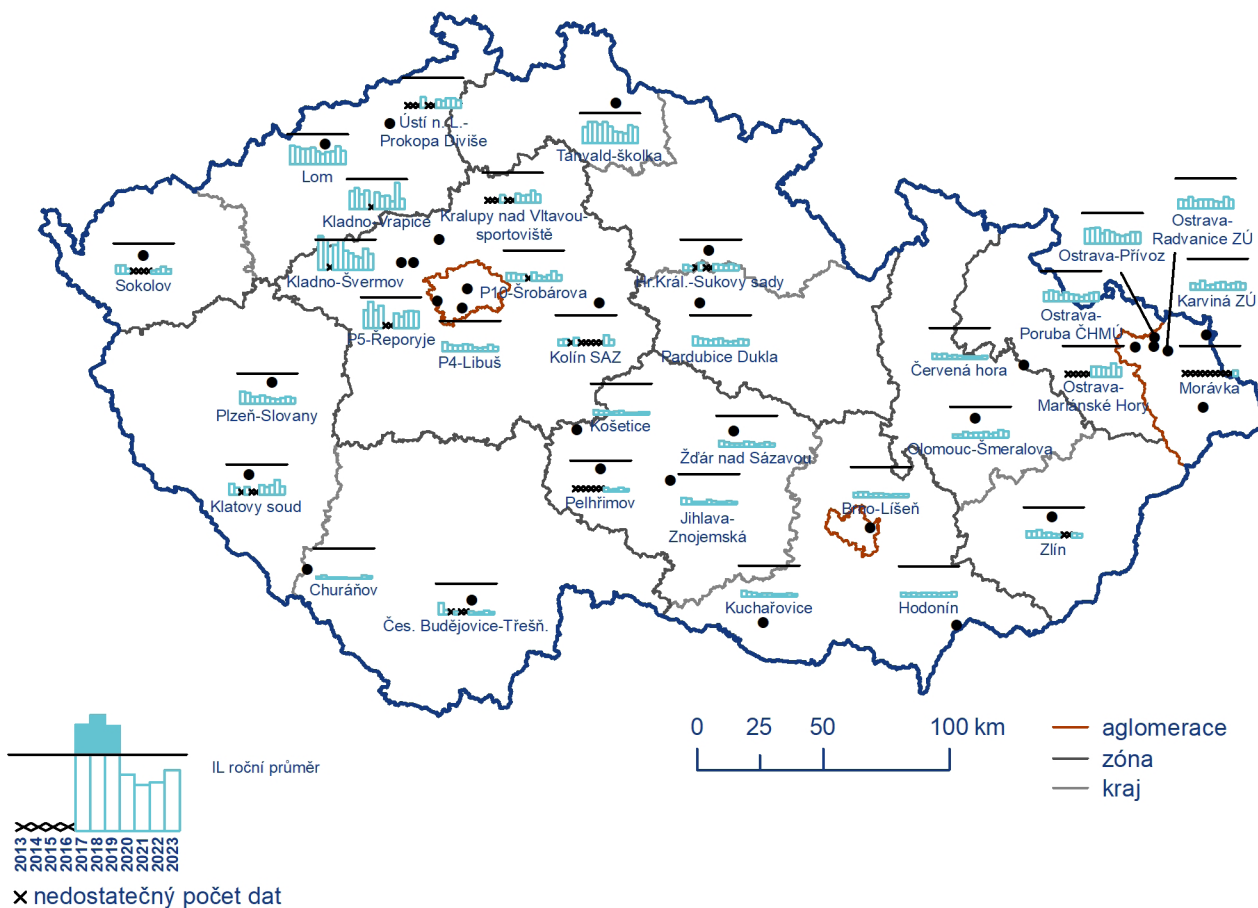 Ústí n. L.-
Prokopa Diviše
Tanvald-školka
Lom
Kladno-Vrapice
Kralupy nad Vltavou-
sportoviště
Ostrava-
Radvanice ZÚ
Ostrava-Přívoz
Sokolov
Kladno-Švermov
P10-Šrobárova
Hr.Král.-Sukovy sady
Karviná ZÚ
Ostrava-
Poruba ČHMÚ
P5-Řeporyje
P4-Libuš
Kolín SAZ
Pardubice Dukla
Červená hora
Ostrava-
Mariánské Hory
Morávka
Plzeň-Slovany
Košetice
Žďár nad Sázavou
Olomouc-Šmeralova
Klatovy soud
Pelhřimov
Jihlava-
Znojemská
Brno-Líšeň
Zlín
Churáňov
Čes. Budějovice-Třešň.
Kuchařovice
Hodonín
0 25 50 100 km
aglomerace
zóna
kraj
IL roční průměr
2013
2014
2015
2016
2017
2018
2019
2020
2021
2022
2023
nedostatečný počet dat